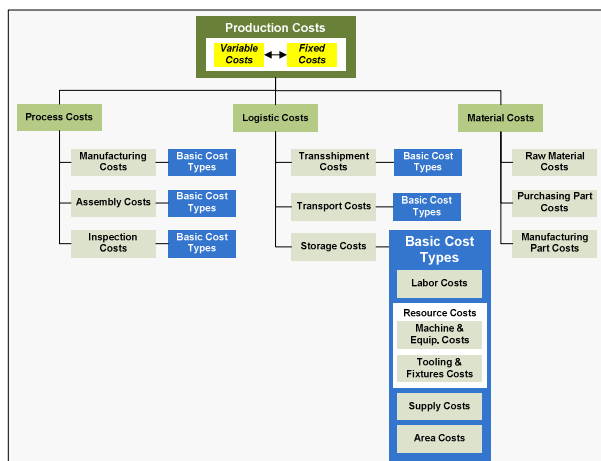 Production Costs
Variable Costs
Fixed Costs
Process Costs
Logistic Costs
Material Costs
Manufacturing
Costs
Basic Cost
Types
Transshipment
Costs
Basic Cost
Types
Raw Material
Costs
Assembly Costs
Basic Cost
Types
Transport Costs
Basic Cost
Types
Purchasing Part
Costs
Inspection
Costs
Basic Cost
Types
Storage Costs
Basic Cost
Types
Manufacturing
Part Costs
Labor Costs
Resource Costs
Machine &
Equip. Costs
Tooling &
Fixtures Costs
Supply Costs
Area Costs